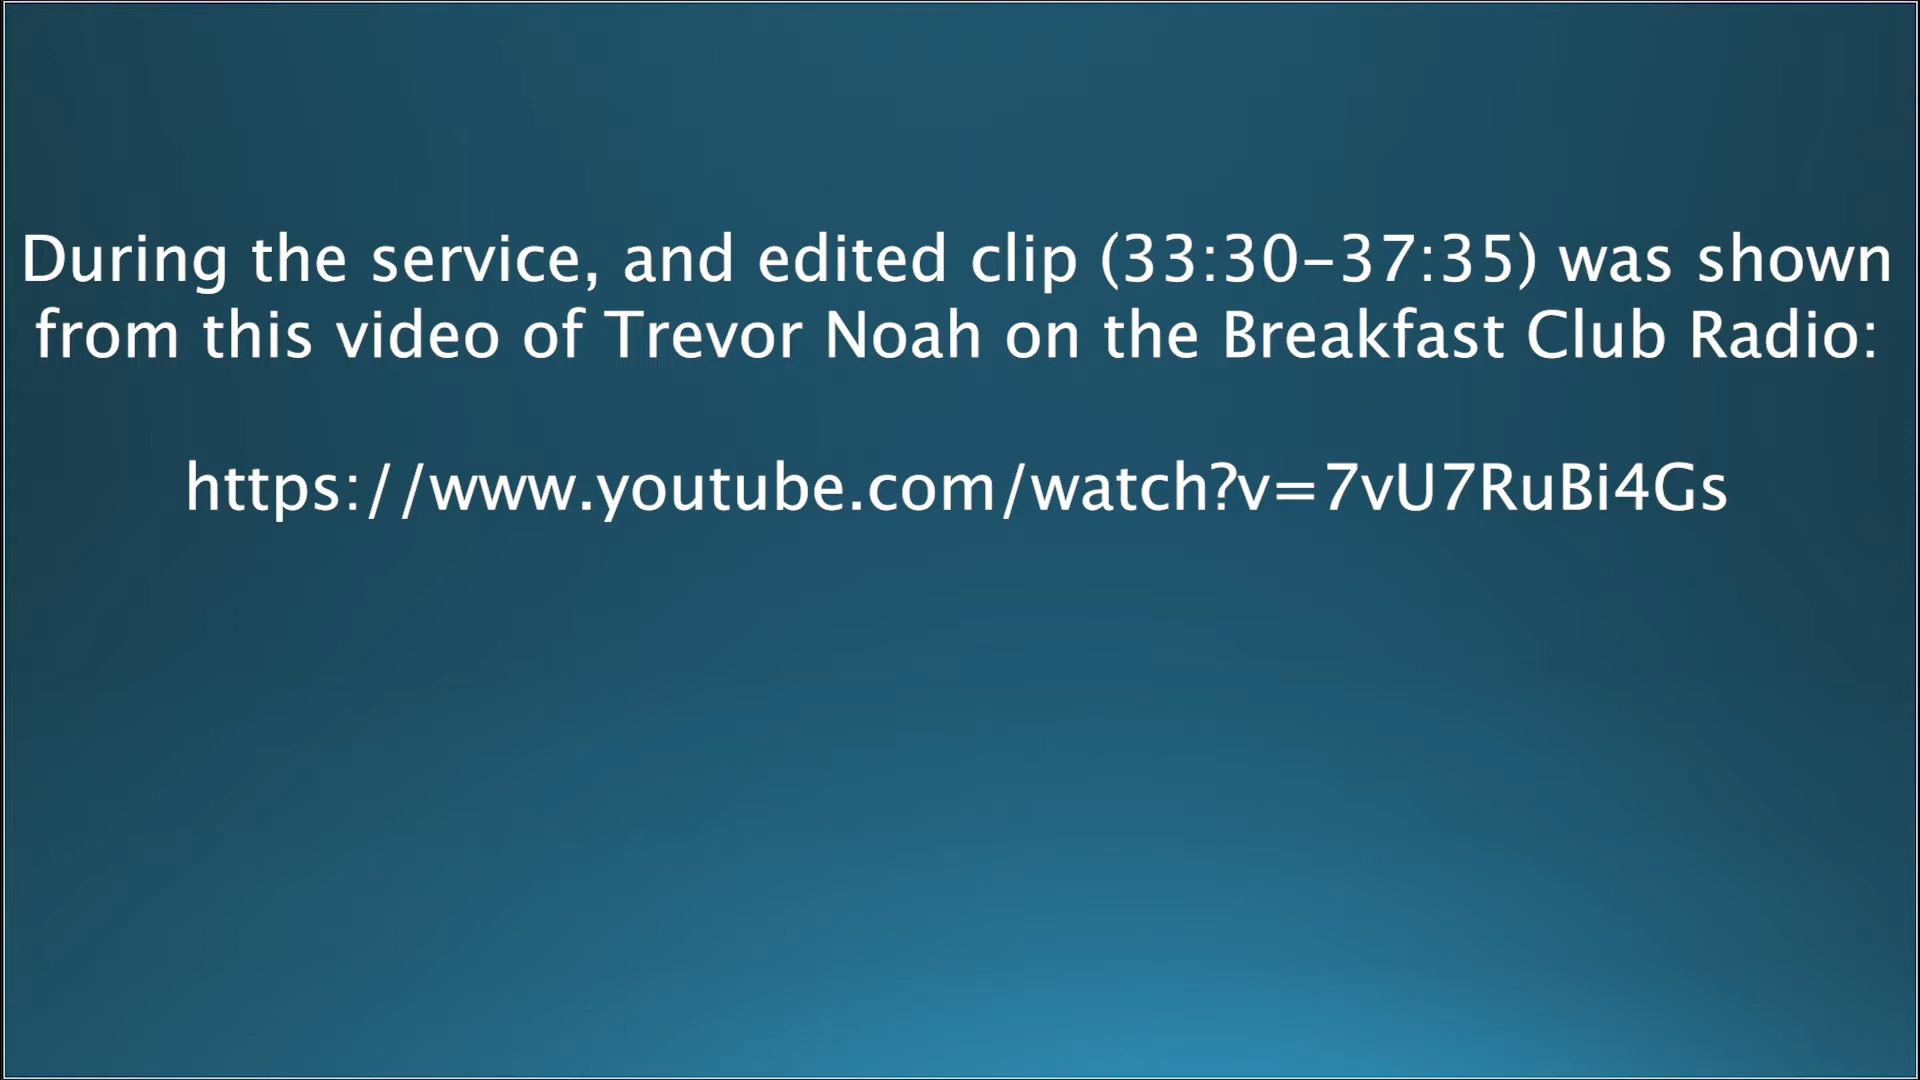 During the service, and edited clip (33:30-37:35) was shown
from this video of Trevor Noah on the Breakfast Club Radio:
https://www.youtube.com/watch?v=7vU7RuBi4Gs